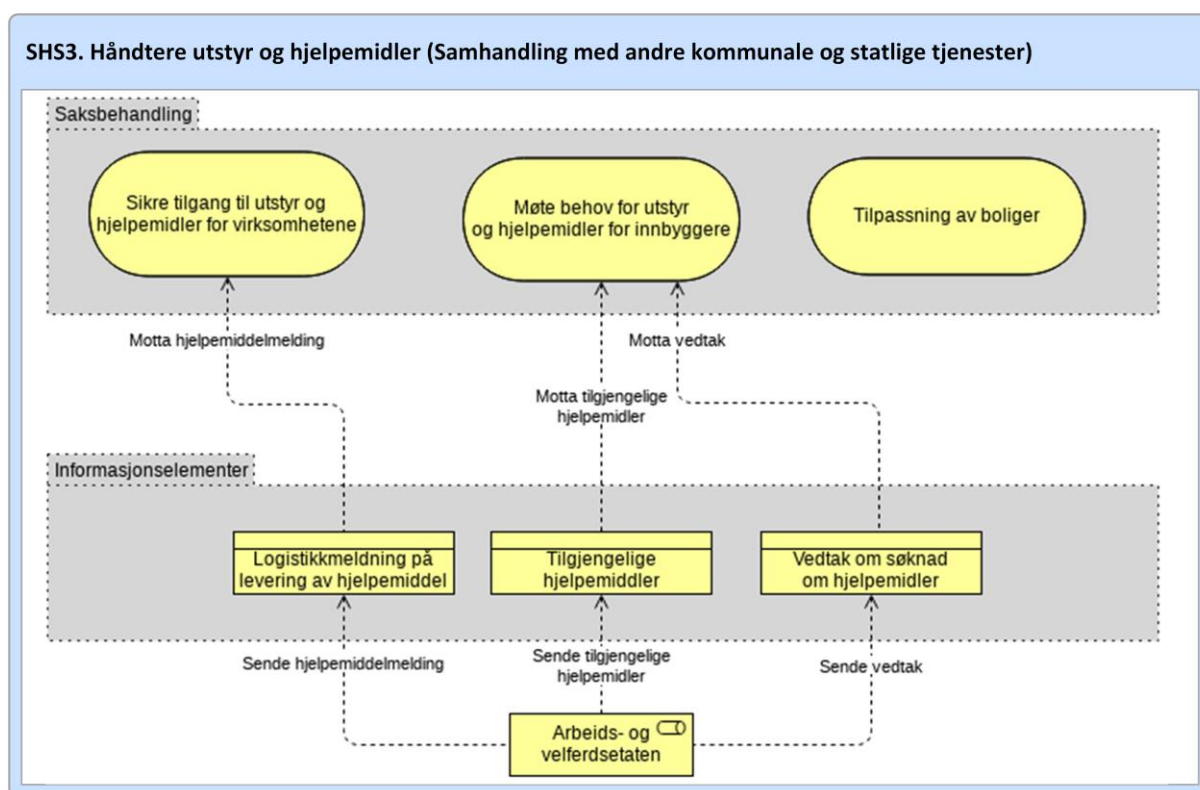 SHS3. Håndtere utstyr og hjelpemidler (Samhandling med andre kommunale og statlige tjenester)
Saksbehandling
Sikre tilgang til utstyr og
hjelpemidler for virksomhetene
Møte behov for utstyr
og hjelpemidler for innbyggere
Tilpassning av boliger
Motta hjelpemiddelmelding
Motta vedtak
Motta tilgjengelige
hjelpemidler
Informasjonselementer
Logistikkmeldning på
levering av hjelpemiddel
Tilgjengelige
hjelpemiddler
Vedtak om søknad
om hjelpemidler
Sende hjelpemiddelmelding
Sende tilgjengelige
hjelpemidler
Sende vedtak
Arbeids- og
velferdsetaten